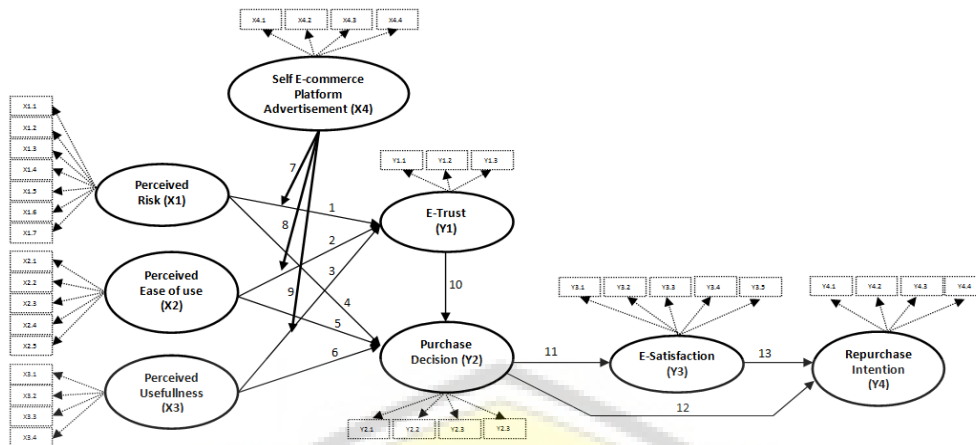 X4.1 X4.2 X4.3 X4.4
Self E-commerce
Platform
Advertisement (X4)
X1.1
X1.2
X1.3
X1.4
X1.5
X1.6
X1.7
Perceived
Risk (X1)
7
1
8
2
3
9
4
5
6
Y1.1 Y1.2 Y1.3
E-Trust
(Y1)
X2.1
X2.2
X2.3
X2.4
X2.5
Perceived
Ease of use
(X2)
10
X3.1
X3.2
X3.3
X3.4
Perceived
Usefullness
(X3)
Purchase
Decision (Y2)
Y2.1 Y2.2 Y2.3 Y2.3
11
12
Y3.1 Y3.2 Y3.3 Y3.4 Y3.5
E-Satisfaction
(Y3)
13
Y4.1 Y4.2 Y4.3 Y4.4
Repurchase
Intention
(Y4)